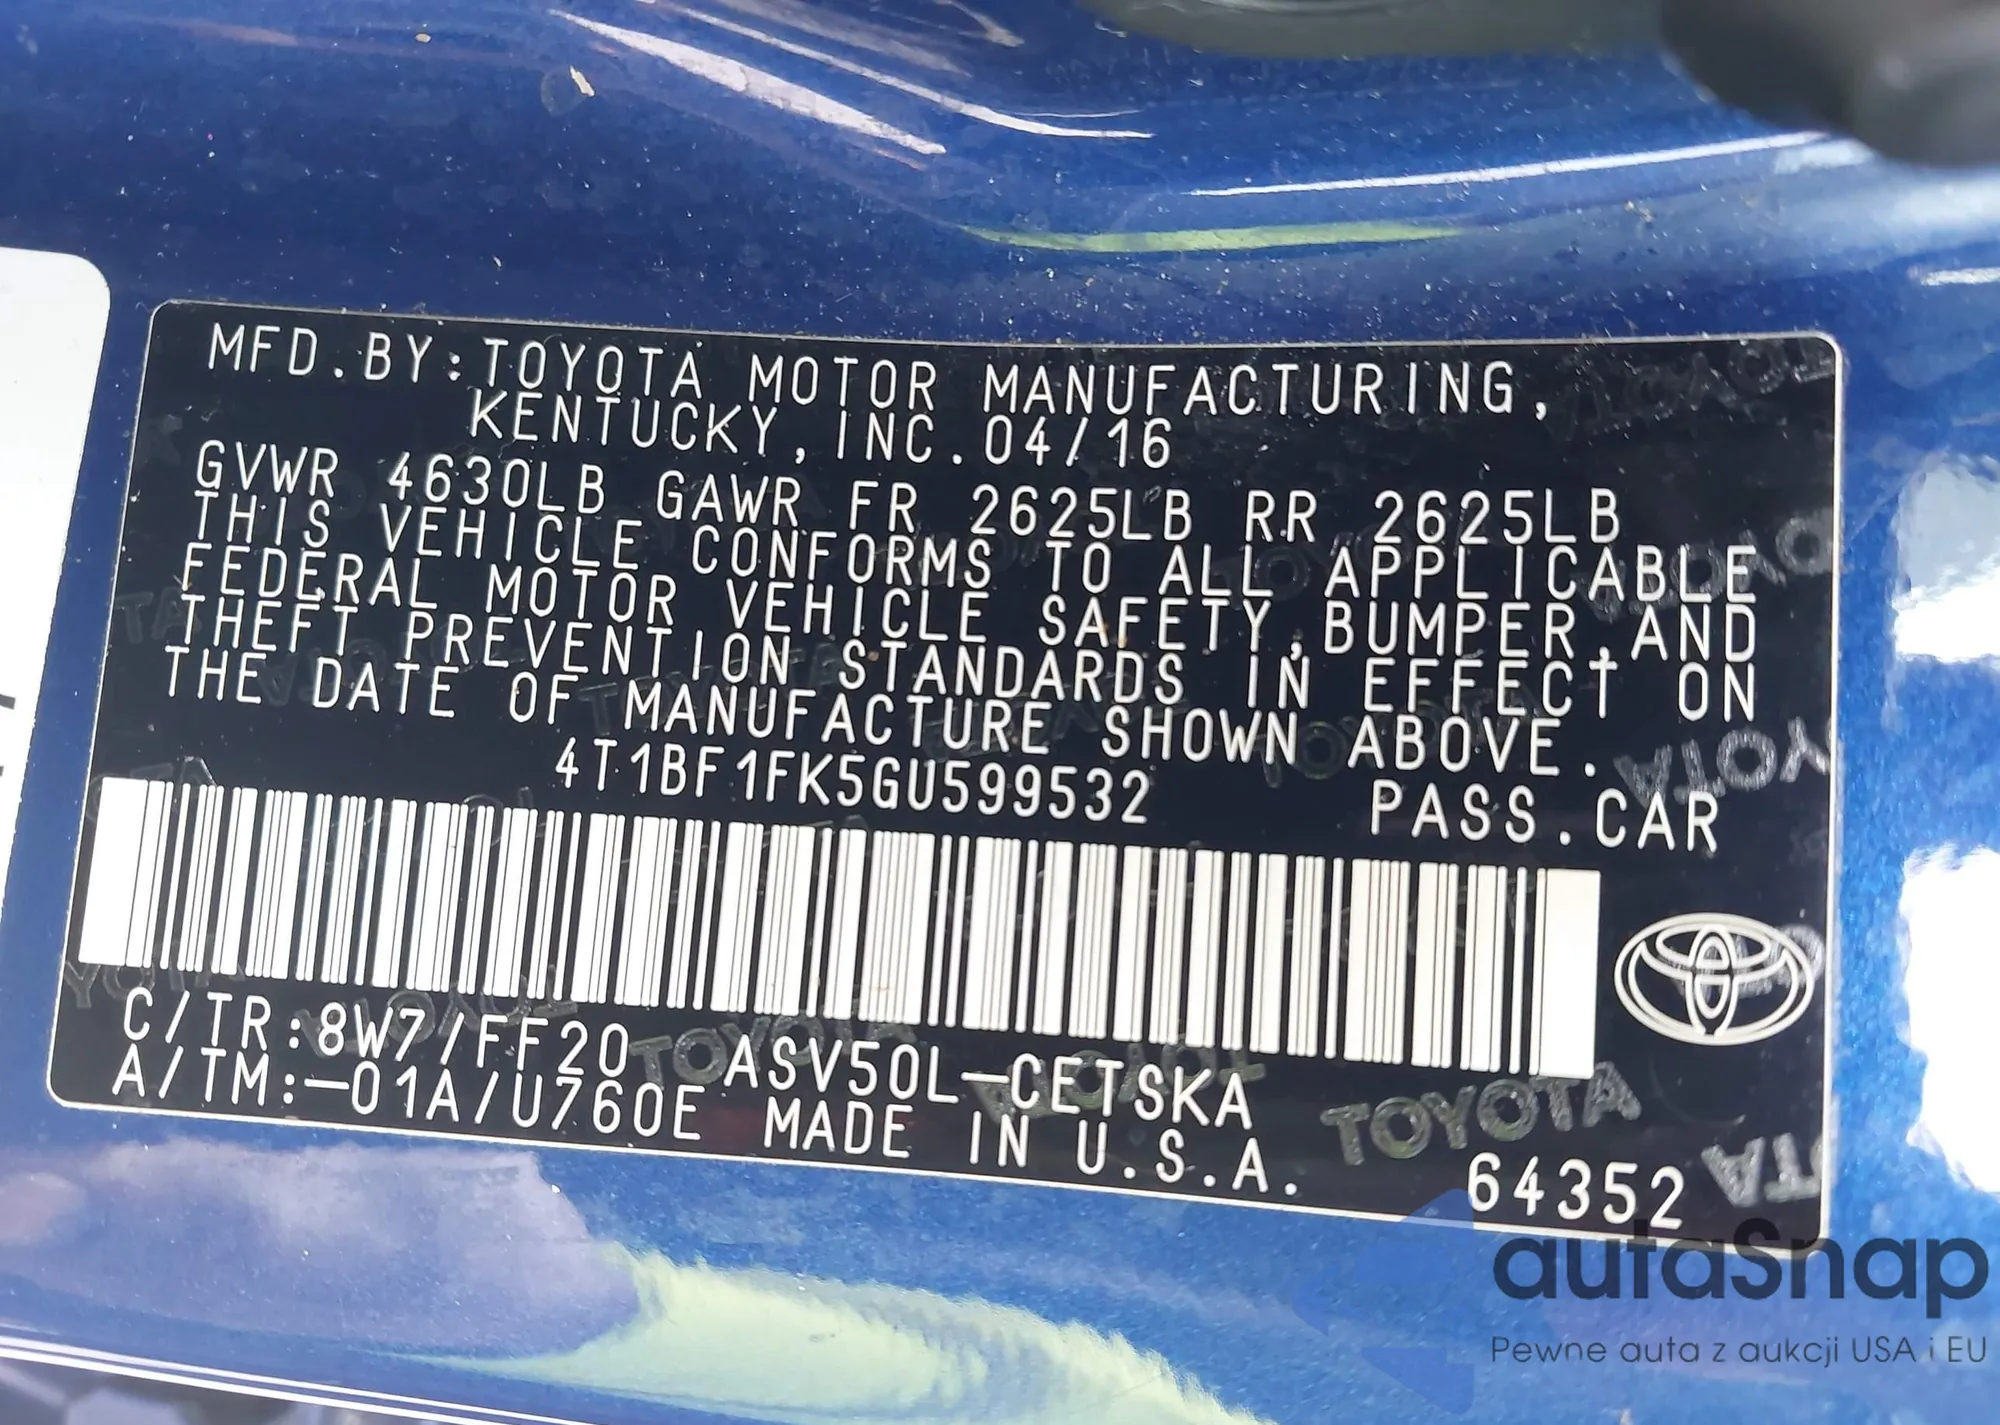 MFD.BY:TOYOTA MOTOR MANUFACTURING,
KENTUCKY,INC.04/16
GVWR 4630LB GAWR FR 2625LB RR 2625LB
THIS VEHICLE CONFORMS TO ALL APPLICABLE
FEDERAL MOTOR VEHICLE SAFETY,BUMPER,AND
THEFT PREVENTION STANDARDS IN EFFECT ON
THE DATE OF MANUFACTURE SHOWN ABOVE.
4T1BF1FK5GU599532 PASS.CAR
C/TR:8W7/FF20 ASV50L-CETSKA
A/TM:-01A/U760E MADE IN U.S.A.
64352
TOYOTA
autaSnap
Pewne auta z aukcji USA i EU